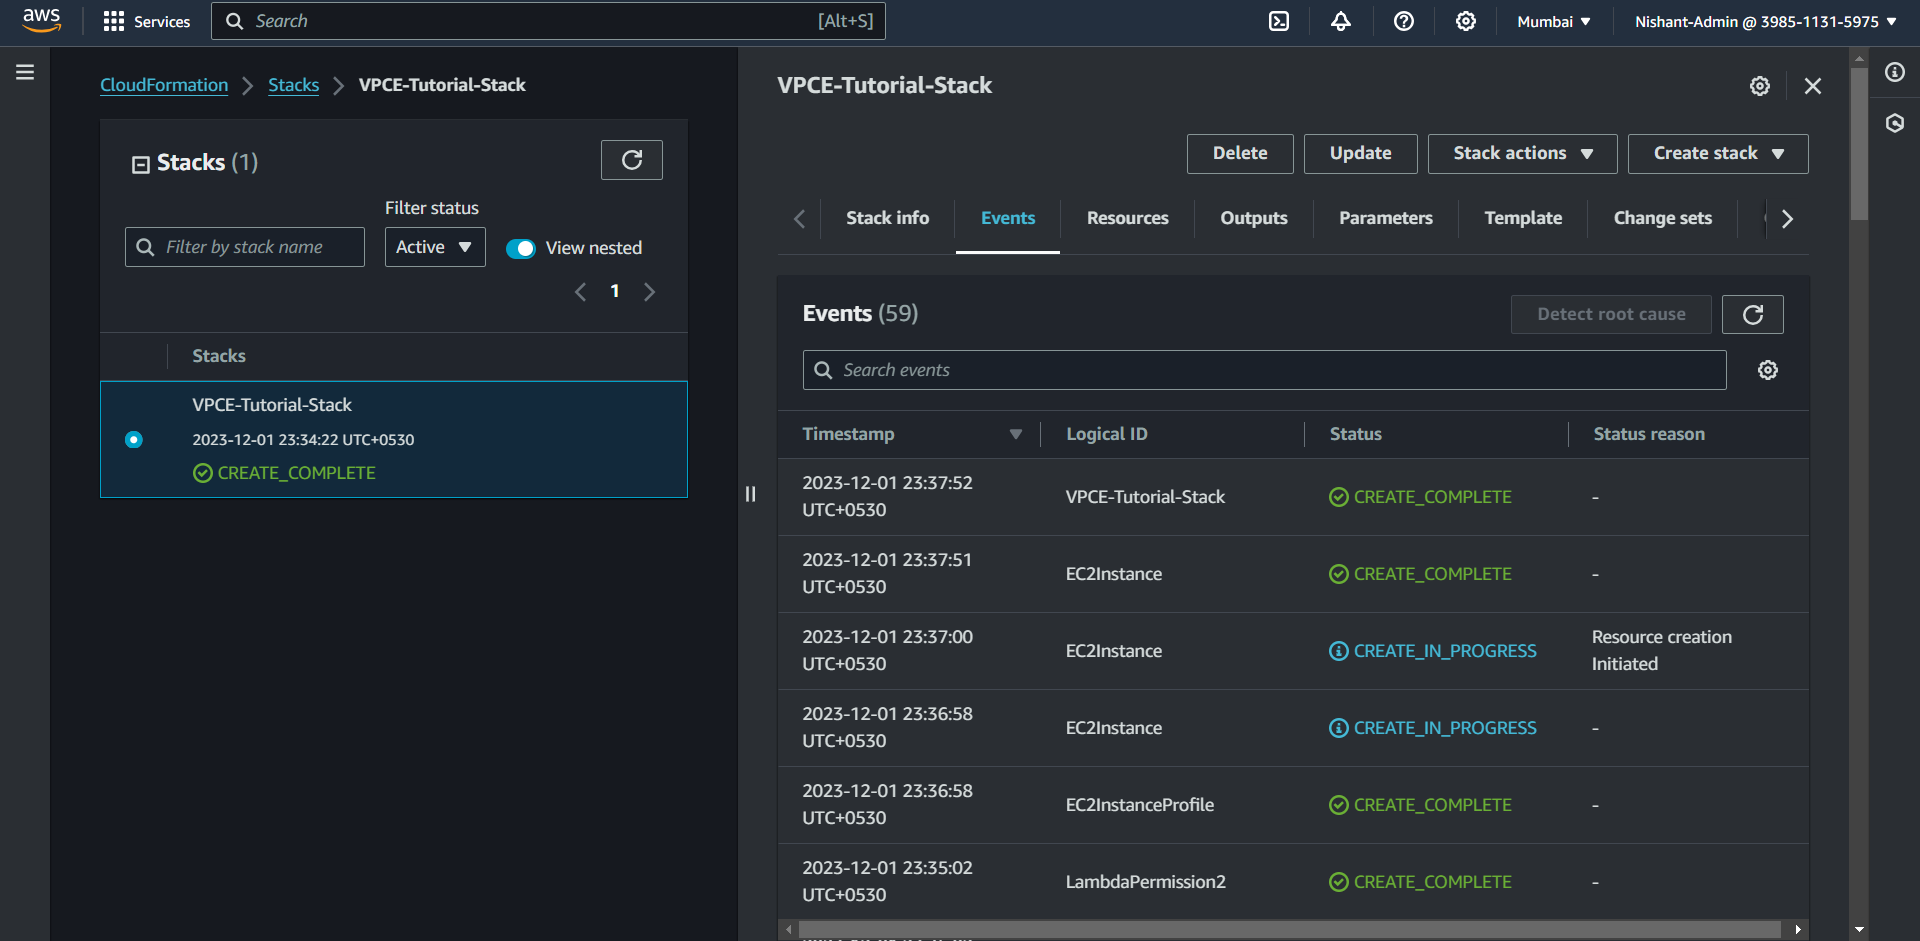 aws
Services
Search
[Alt+S]
Mumbai
Nishant-Admin @ 3985-1131-5975
CloudFormation
Stacks
VPCE-Tutorial-Stack
Stacks (1)
Filter status
Filter by stack name
Active
View nested
1
Stacks
VPCE-Tutorial-Stack
2023-12-01 23:34:22 UTC+0530
CREATE_COMPLETE
VPCE-Tutorial-Stack
Delete
Update
Stack actions
Create stack
Stack info
Events
Resources
Outputs
Parameters
Template
Change sets
Events (59)
Detect root cause
Search events
Timestamp
Logical ID
Status
Status reason
2023-12-01 23:37:52
UTC+0530
VPCE-Tutorial-Stack
CREATE_COMPLETE
-
2023-12-01 23:37:51
UTC+0530
EC2Instance
CREATE_COMPLETE
-
2023-12-01 23:37:00
UTC+0530
EC2Instance
CREATE_IN_PROGRESS
Resource creation
Initiated
2023-12-01 23:36:58
UTC+0530
EC2Instance
CREATE_IN_PROGRESS
-
2023-12-01 23:36:58
UTC+0530
EC2InstanceProfile
CREATE_COMPLETE
-
2023-12-01 23:35:02
UTC+0530
LambdaPermission2
CREATE_COMPLETE
-